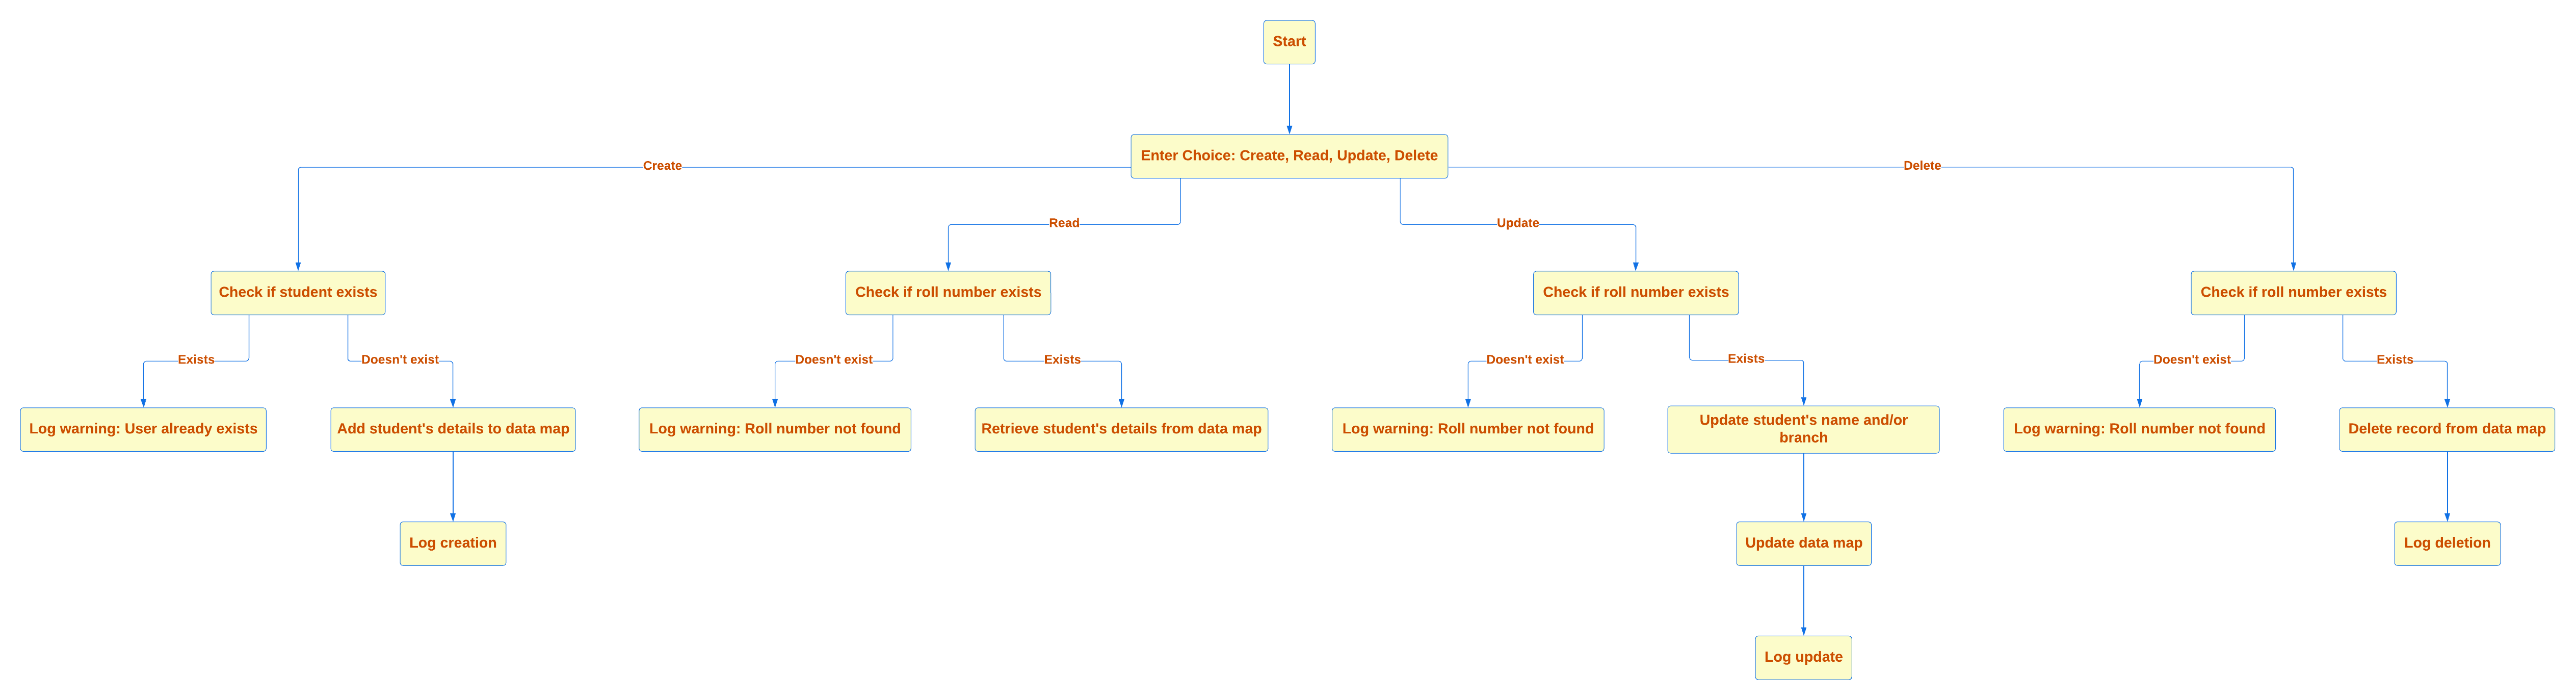 Start
Enter Choice: Create, Read, Update, Delete
Create
Delete
Read
Update
Check if student exists
Check if roll number exists
Check if roll number exists
Check if roll number exists
Exists
Doesn't exist
Doesn't exist
Exists
Doesn't exist
Exists
Doesn't exist
Exists
Log warning: User already exists
Add student's details to data map
Log warning: Roll number not found
Retrieve student's details from data map
Log warning: Roll number not found
Update student's name and/or
branch
Log warning: Roll number not found
Delete record from data map
Log creation
Update data map
Log deletion
Log update